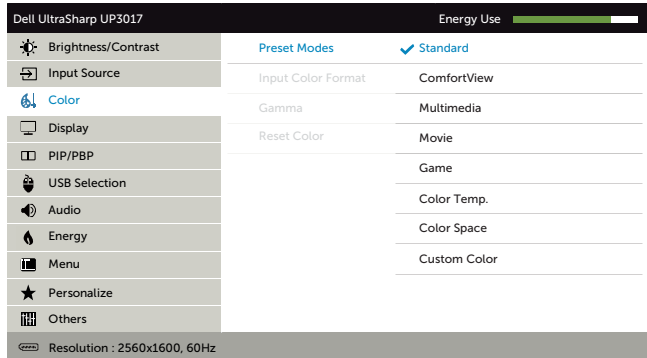 Dell UltraSharp UP3017 Energy Use
Brightness/Contrast Preset Modes Standard
Input Source Input Color Format ComfortView
Color Gamma Multimedia
Display Reset Color Movie
PIP/PBP Game
USB Selection Color Temp.
Audio Color Space
Energy Custom Color
Menu
Personalize
Others
Resolution : 2560x1600, 60Hz